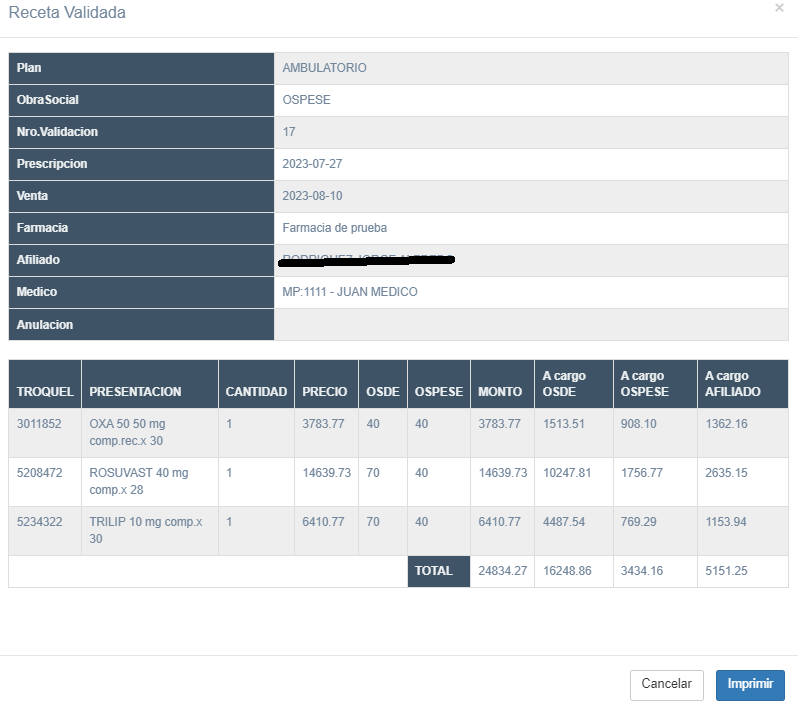 Receta Validada
×
Plan AMBULATORIO
ObraSocial OSPESE
Nro.Validacion 17
Prescripcion 2023-07-27
Venta 2023-08-10
Farmacia Farmacia de prueba
Afiliado
Medico MP:1111 - JUAN MEDICO
Anulacion
TROQUEL PRESENTACION CANTIDAD PRECIO OSDE OSPESE MONTO A cargo OSDE A cargo OSPESE A cargo AFILIADO
3011852 OXA 50 50 mg comp.rec.x 30 1 3783.77 40 40 3783.77 1513.51 908.10 1362.16
5208472 ROSUVAST 40 mg comp.x 28 1 14639.73 70 40 14639.73 10247.81 1756.77 2635.15
5234322 TRILIP 10 mg comp.x 30 1 6410.77 70 40 6410.77 4487.54 769.29 1153.94
TOTAL 24834.27 16248.86 3434.16 5151.25
Cancelar Imprimir